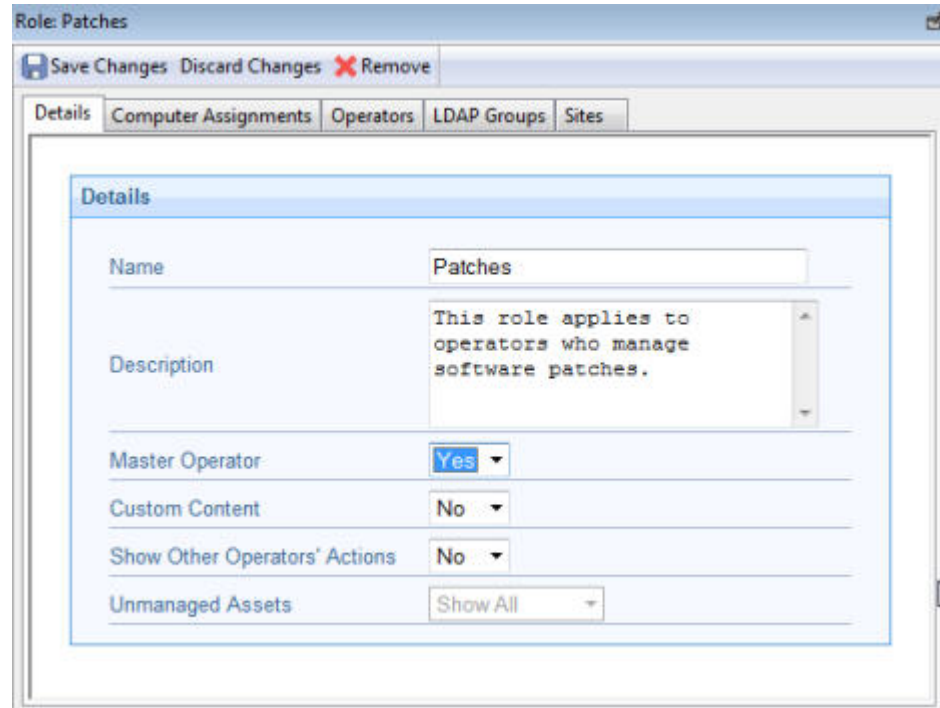 Role: Patches
Save Changes Discard Changes Remove
Details Computer Assignments Operators LDAP Groups Sites
Details
Name Patches
Description
This role applies to
operators who manage
software patches.
Master Operator Yes
Custom Content No
Show Other Operators' Actions No
Unmanaged Assets Show All